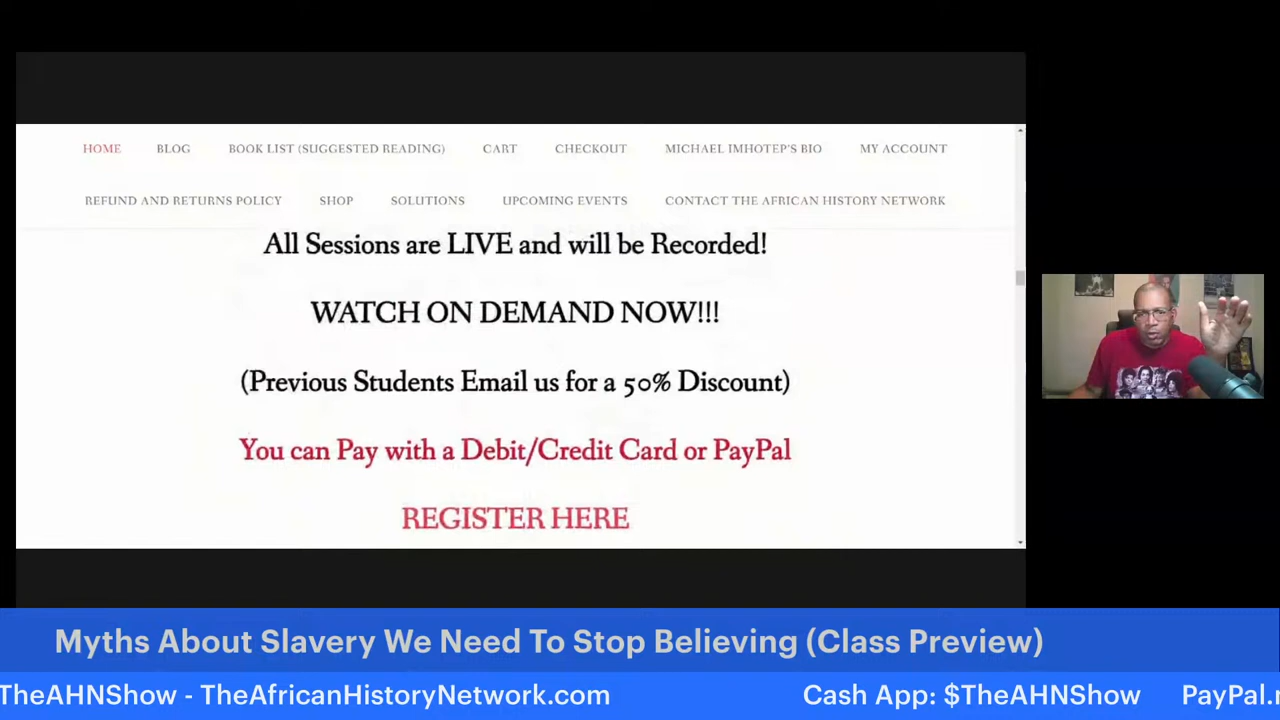 HOME BLOG BOOK LIST (SUGGESTED READING) CART CHECKOUT MICHAEL IMHOTEP'S BIO MY ACCOUNT
REFUND AND RETURNS POLICY SHOP SOLUTIONS UPCOMING EVENTS CONTACT THE AFRICAN HISTORY NETWORK
All Sessions are LIVE and will be Recorded!
WATCH ON DEMAND NOW!!!
(Previous Students Email us for a 50% Discount)
You can Pay with a Debit/Credit Card or PayPal
REGISTER HERE
Myths About Slavery We Need To Stop Believing (Class Preview)
TheAHNShow - TheAfricanHistoryNetwork.com Cash App: $TheAHNShow PayPal.